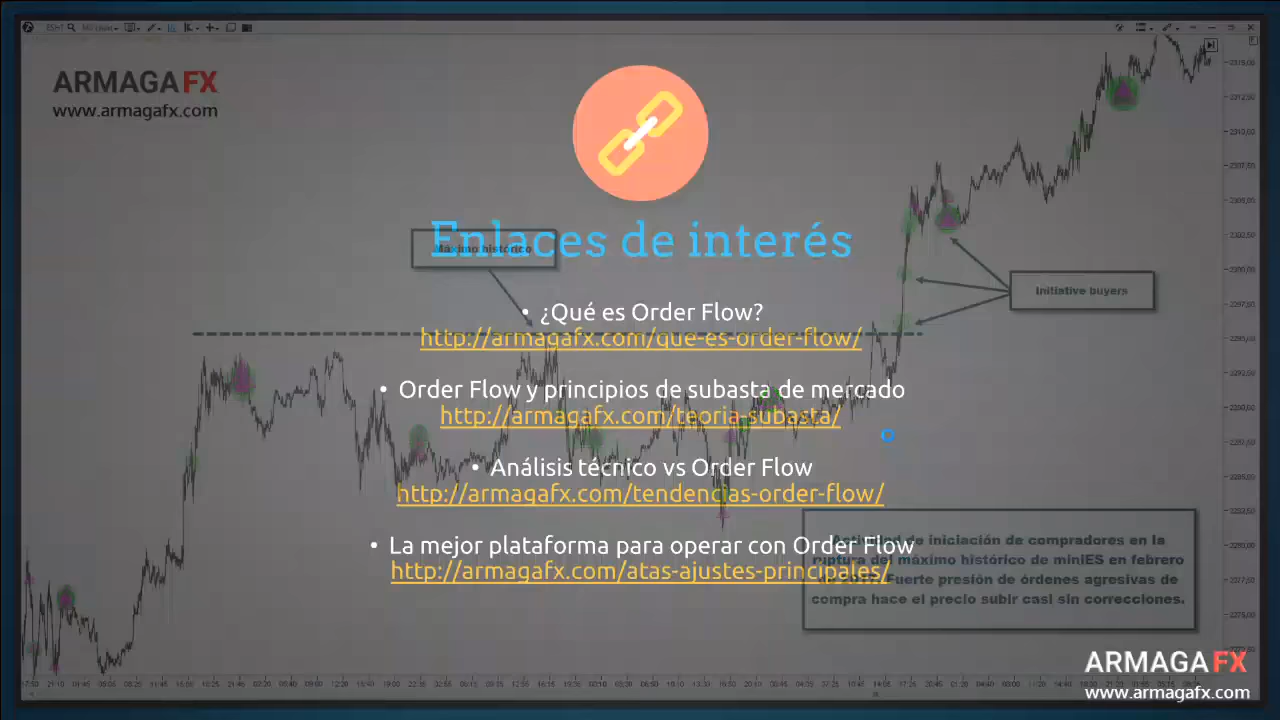 ARMAGAFX
www.armagafx.com
Enlaces de interés
Máximo histórico
Initiative buyers
• ¿Qué es Order Flow?
http://armagafx.com/que-es-order-flow/
• Order Flow y principios de subasta de mercado
http://armagafx.com/teoria-subasta/
• Análisis técnico vs Order Flow
http://armagafx.com/tendencias-order-flow/
• La mejor plataforma para operar con Order Flow
http://armagafx.com/atas-ajustes-principales/
Actividad de iniciación de compradores en la
ruptura del máximo histórico de miniES en febrero
Fuerte presión de órdenes agresivas de
compra hace el precio subir casi sin correcciones.
ARMAGAFX
www.armagafx.com